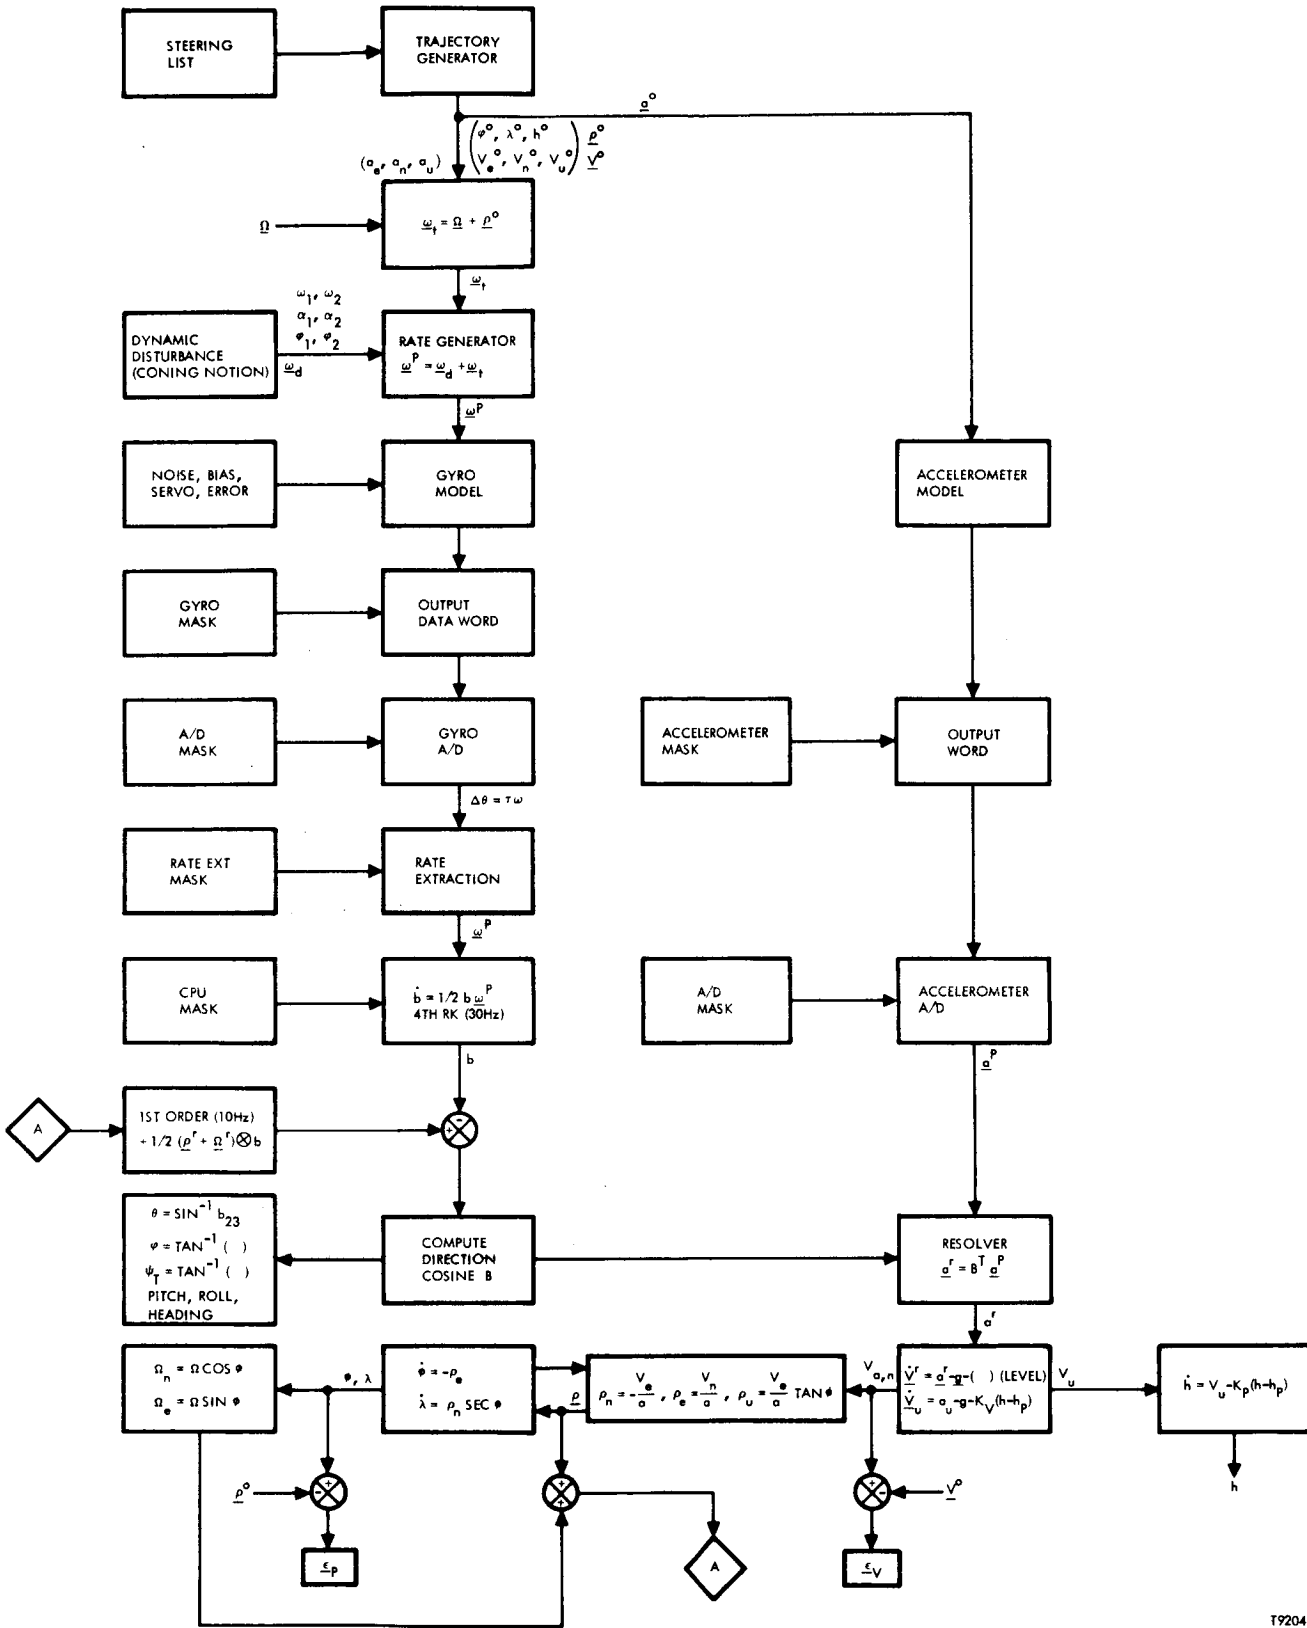 STEERING
LIST
TRAJECTORY
GENERATOR
a°
(φ°, λ°, h°) ρ°
(V_e°, V_n°, V_u°) V°
(a_e, a_n, a_u)
Ω
ω_t = Ω + ρ°
ω_t
ω_1, ω_2
α_1, α_2
φ_1, φ_2
DYNAMIC
DISTURBANCE
(CONING NOTION)
ω_d
RATE GENERATOR
ω^P = ω_d + ω_t
ω^P
NOISE, BIAS,
SERVO, ERROR
GYRO
MODEL
ACCELEROMETER
MODEL
GYRO
MASK
OUTPUT
DATA WORD
A/D
MASK
GYRO
A/D
ACCELEROMETER
MASK
OUTPUT
WORD
Δθ = τω
RATE EXT
MASK
RATE
EXTRACTION
ω^P
CPU
MASK
ḃ = 1/2 b ω^P
4TH RK (30Hz)
A/D
MASK
ACCELEROMETER
A/D
b
a^P
A
1ST ORDER (10Hz)
+ 1/2 (ρ^r + Ω^r) ⊗ b
+ -
θ = SIN^-1 b_23
φ = TAN^-1 ( )
ψ_T = TAN^-1 ( )
PITCH, ROLL,
HEADING
COMPUTE
DIRECTION
COSINE B
RESOLVER
a^r = B^T a^P
a^r
Ω_n = Ω COS φ
Ω_e = Ω SIN φ
φ, λ
φ̇ = -ρ_e
λ̇ = ρ_n SEC φ
ρ
ρ_n = -V_e/a, ρ_e = V_n/a, ρ_u = V_e/a TAN φ
V_a,n
V̇^r = a^r-g-( ) (LEVEL)
V̇_u = a_u-g-K_V(h-h_p)
V_u
ḣ = V_u-K_p(h-h_p)
h
ρ°
- +
+ +
+ -
V°
ε_P
A
ε_V
T9204